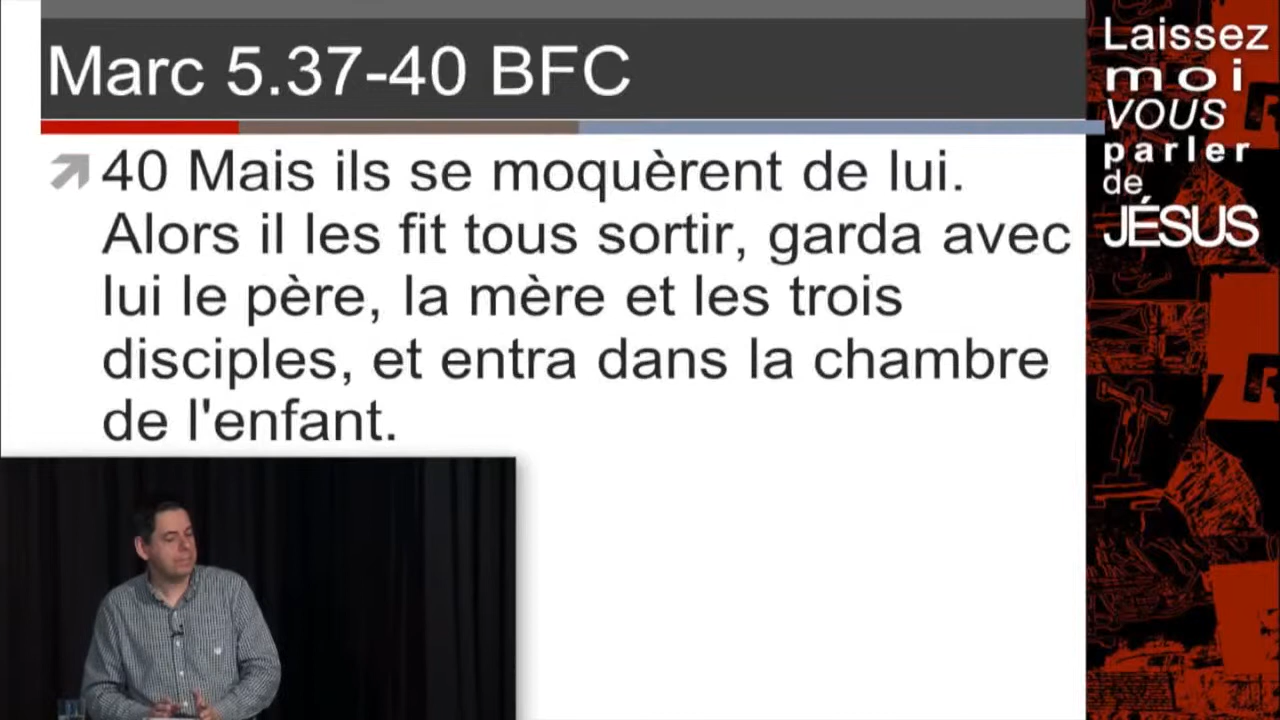 Marc 5.37-40 BFC
40 Mais ils se moquèrent de lui.
Alors il les fit tous sortir, garda avec
lui le père, la mère et les trois
disciples, et entra dans la chambre
de l'enfant.
Laissez
moi
VOUS
parler
de
JÉSUS